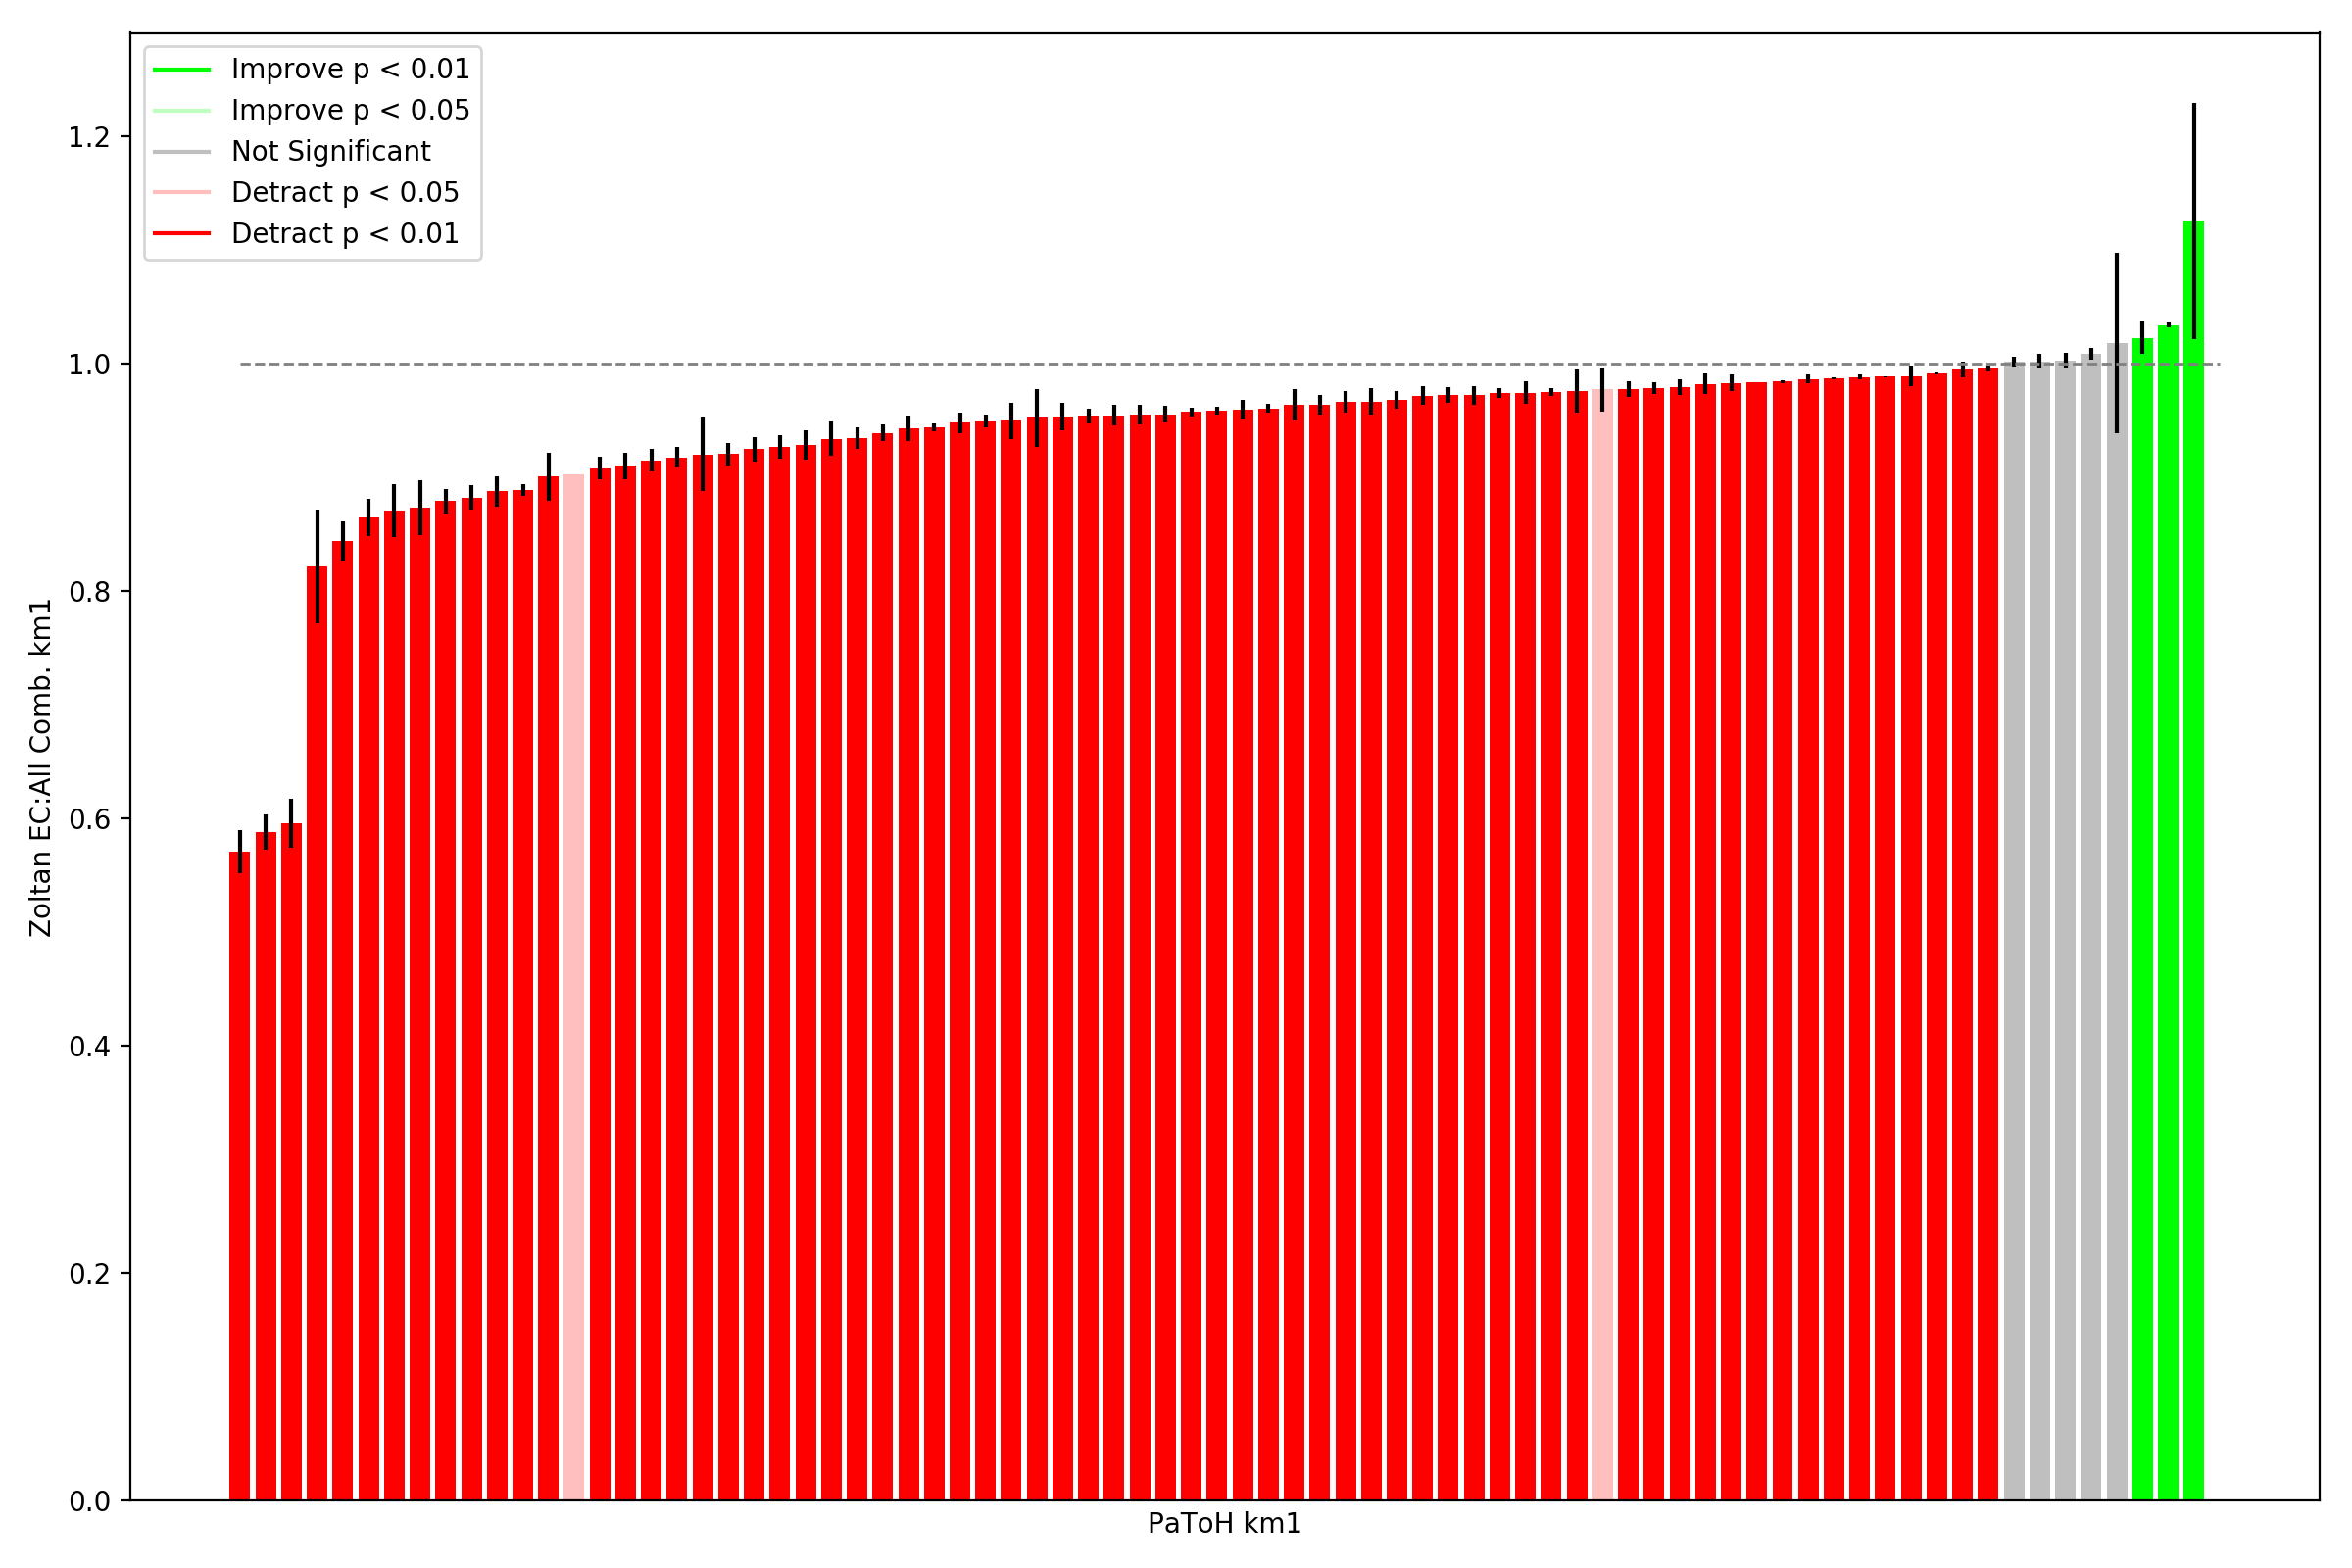 Improve p < 0.01
Improve p < 0.05
Not Significant
Detract p < 0.05
Detract p < 0.01
1.2
1.0
0.8
0.6
0.4
0.2
0.0
Zoltan EC:All Comb. km1
PaToH km1